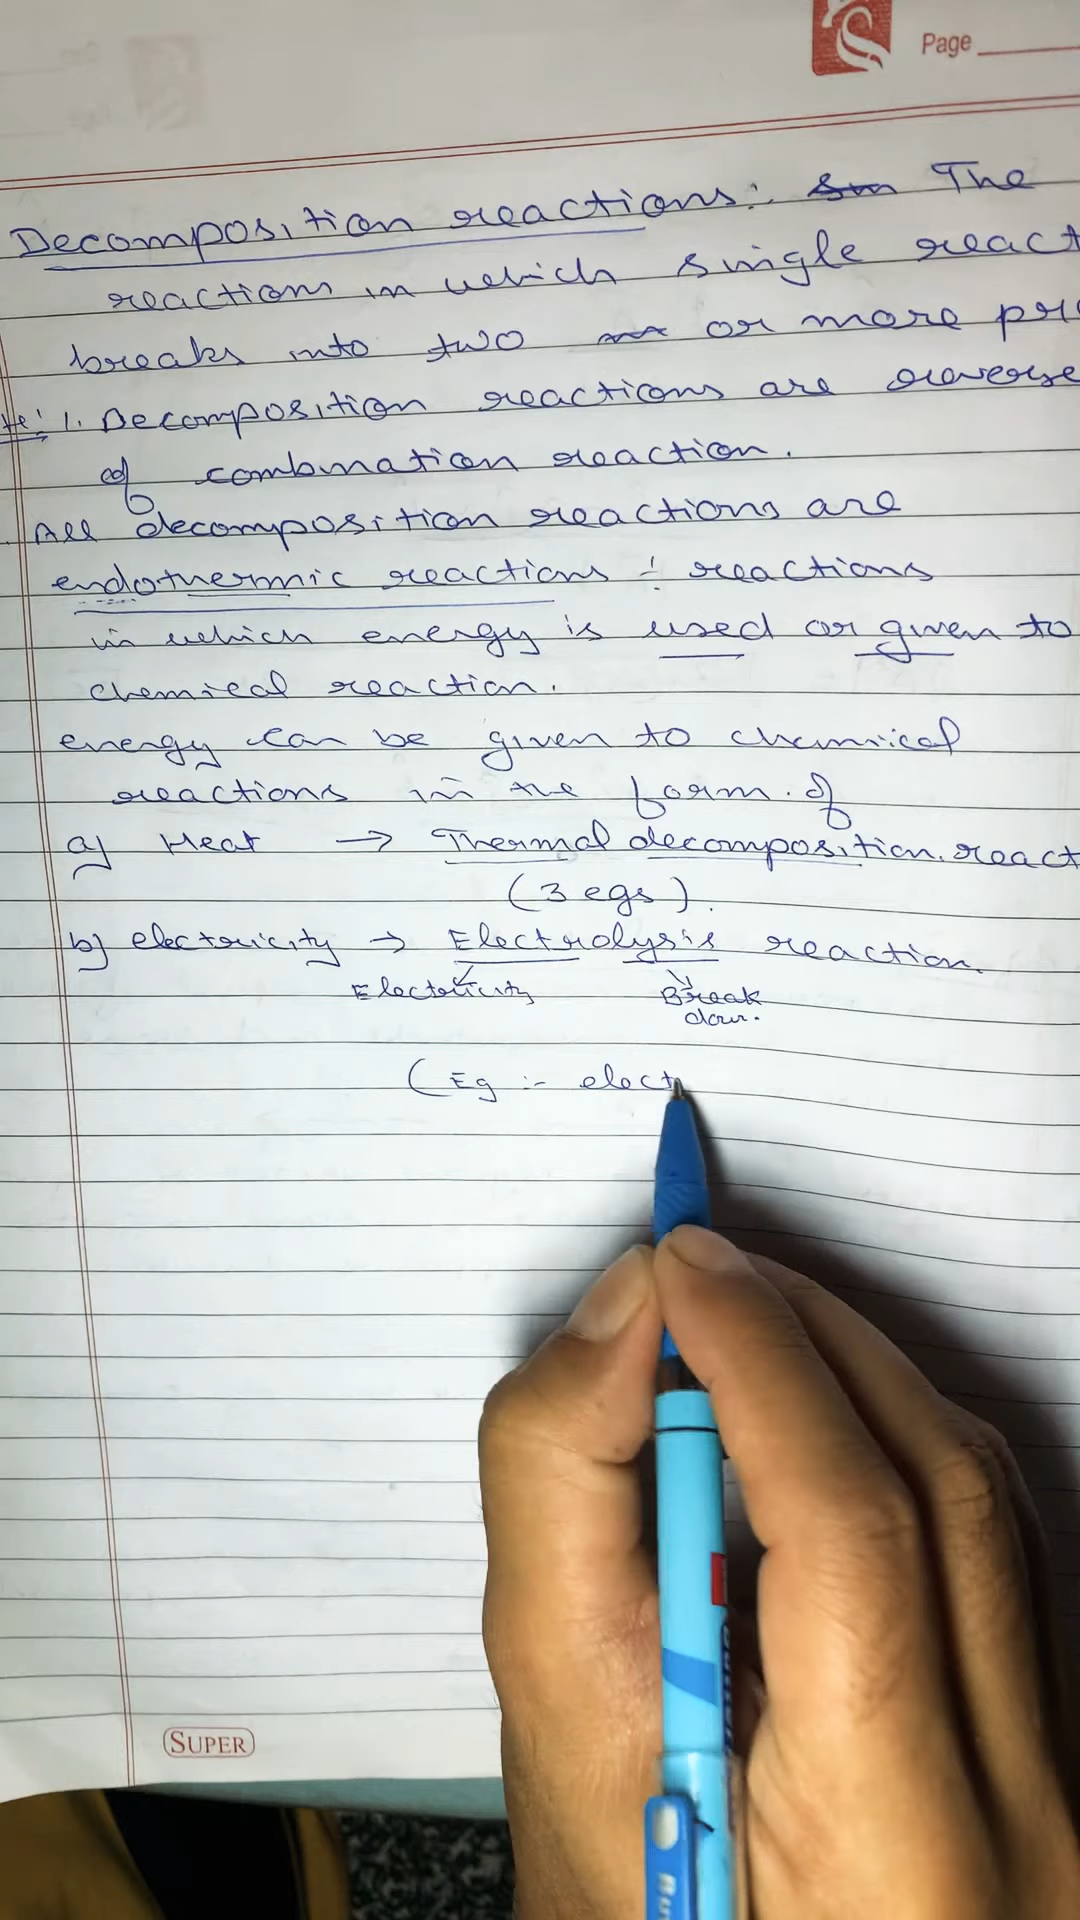 Page
Decomposition reactions: The
reactions in which single react
breaks into two or more pro
te: 1. Decomposition reactions are reverse
of combination reaction.
All decomposition reactions are
endothermic reactions :- reactions
in which energy is used or given to
chemical reaction.
energy can be given to chemical
reactions in the form of
a) Heat → Thermal decomposition react
(3 egs).
b) electricity → Electrolysis reaction.
Electricity Break
down.
(Eg :- elect
SUPER